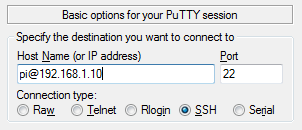 Basic options for your PuTTY session
Specify the destination you want to connect to
Host Name (or IP address) Port
pi@192.168.1.10 22
Connection type:
Raw Telnet Rlogin SSH Serial